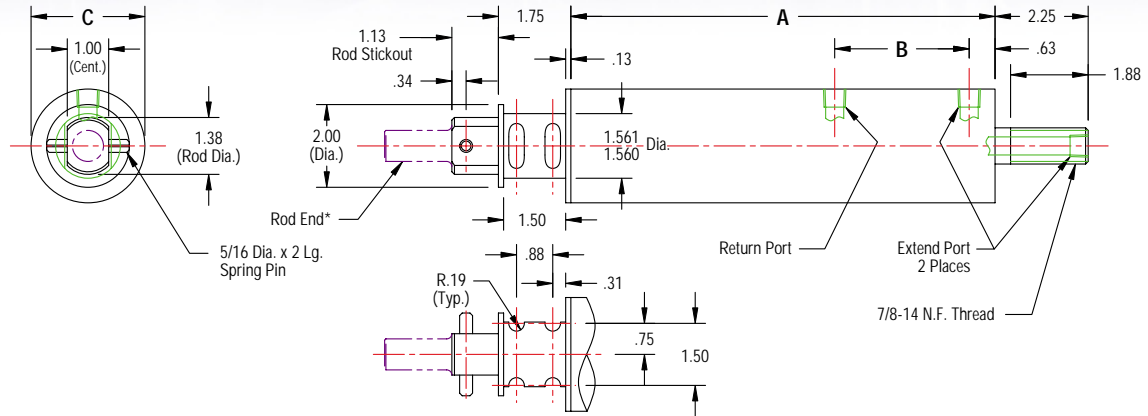 C
1.00
(Cent.)
1.38
(Rod Dia.)
5/16 Dia. x 2 Lg.
Spring Pin
1.75
1.13
Rod Stickout
.34
.13
2.00
(Dia.)
Rod End*
1.50
1.561
1.560
Dia.
A
B
2.25
.63
1.88
Return Port
Extend Port
2 Places
7/8-14 N.F. Thread
.88
R.19
(Typ.)
.31
.75
1.50